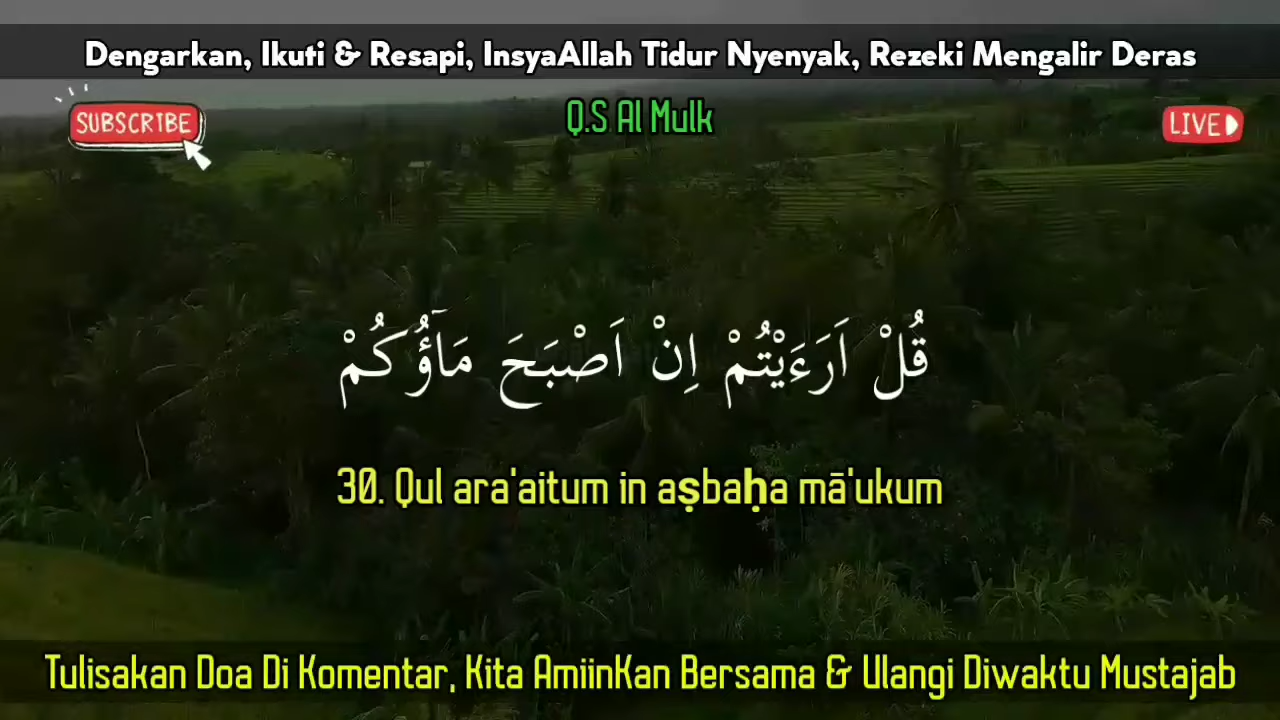 Dengarkan, Ikuti & Resapi, InsyaAllah Tidur Nyenyak, Rezeki Mengalir Deras
SUBSCRIBE
Q.S Al Mulk
LIVE
قُلْ اَرَءَيْتُمْ اِنْ اَصْبَحَ مَاۤؤُكُمْ
30. Qul ara'aitum in aṣbaḥa mā'ukum
Tulisakan Doa Di Komentar, Kita AmiinKan Bersama & Ulangi Diwaktu Mustajab